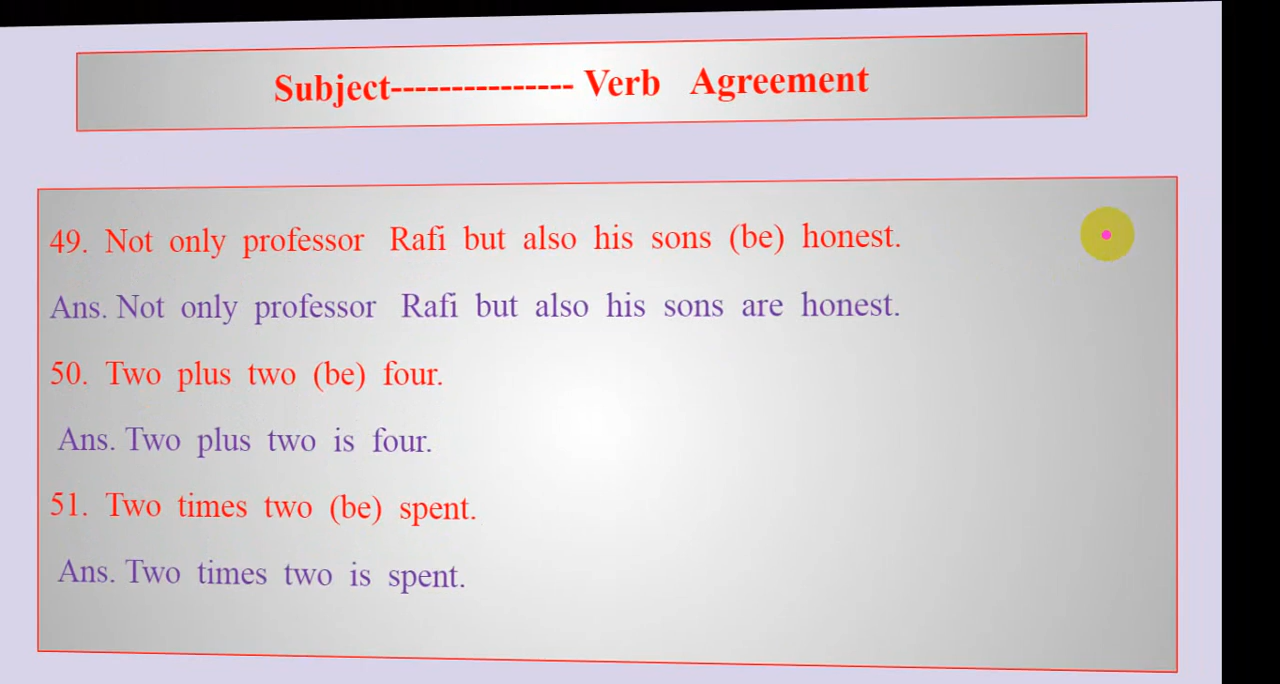 Subject--------------- Verb Agreement
49. Not only professor Rafi but also his sons (be) honest.
Ans. Not only professor Rafi but also his sons are honest.
50. Two plus two (be) four.
Ans. Two plus two is four.
51. Two times two (be) spent.
Ans. Two times two is spent.